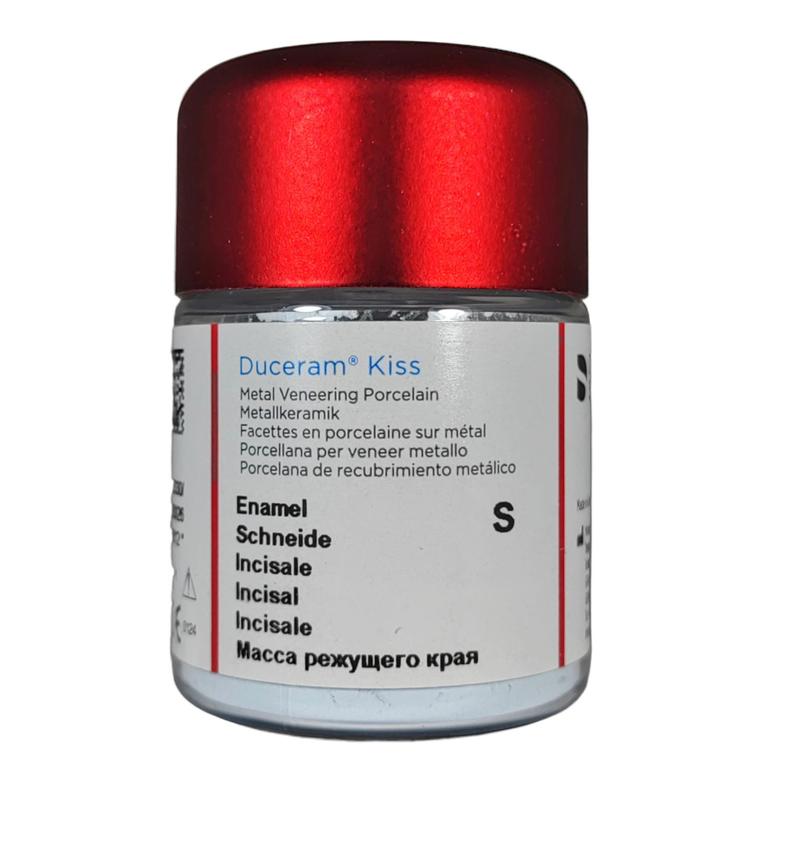 Duceram® Kiss
Metal Veneering Porcelain
Metallkeramik
Facettes en porcelaine sur métal
Porcellana per veneer metallo
Porcelana de recubrimiento metálico
Enamel
S
Schneide
Incisale
Incisal
Incisale
Масса режущего края
0124